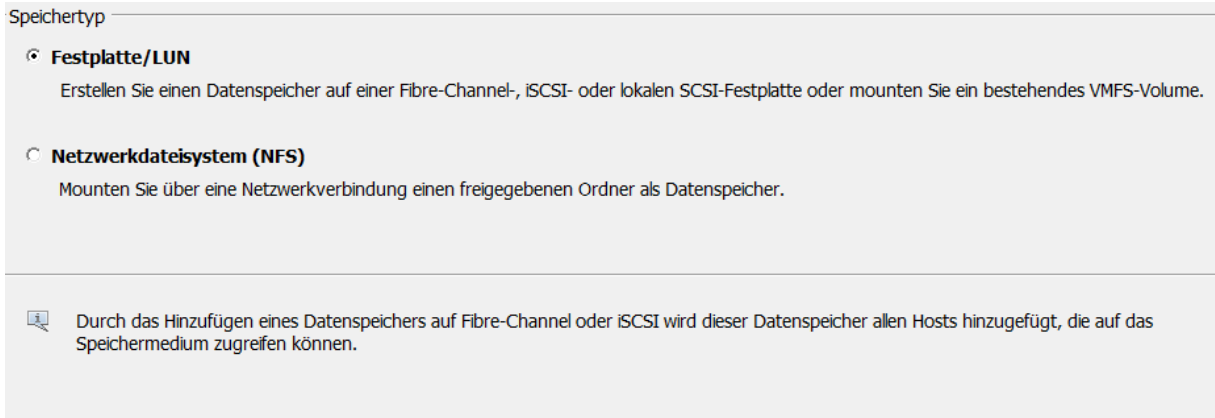 Speichertyp
Festplatte/LUN
Erstellen Sie einen Datenspeicher auf einer Fibre-Channel-, iSCSI- oder lokalen SCSI-Festplatte oder mounten Sie ein bestehendes VMFS-Volume.
Netzwerkdateisystem (NFS)
Mounten Sie über eine Netzwerkverbindung einen freigegebenen Ordner als Datenspeicher.
Durch das Hinzufügen eines Datenspeichers auf Fibre-Channel oder iSCSI wird dieser Datenspeicher allen Hosts hinzugefügt, die auf das
Speichermedium zugreifen können.